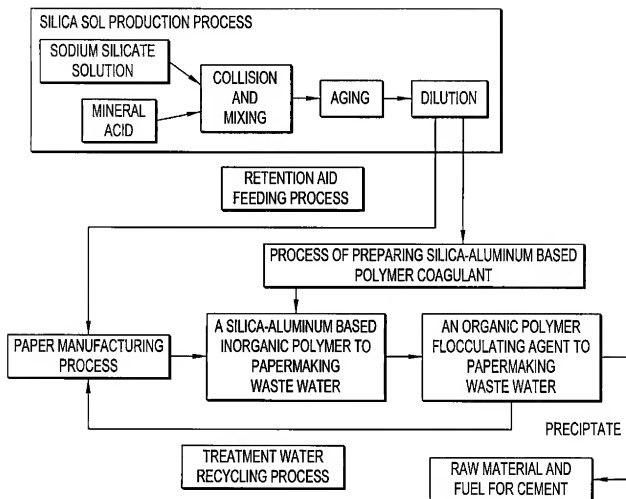 SILICA SOL PRODUCTION PROCESS
SODIUM SILICATE
SOLUTION
MINERAL
ACID
COLLISION
AND
MIXING
AGING
DILUTION
RETENTION AID
FEEDING PROCESS
PROCESS OF PREPARING SILICA-ALUMINUM BASED
POLYMER COAGULANT
PAPER MANUFACTURING
PROCESS
A SILICA-ALUMINUM BASED
INORGANIC POLYMER TO
PAPERMAKING
WASTE WATER
AN ORGANIC POLYMER
FLOCCULATING AGENT TO
PAPERMAKING
WASTE WATER
PRECIPTATE
TREATMENT WATER
RECYCLING PROCESS
RAW MATERIAL AND
FUEL FOR CEMENT